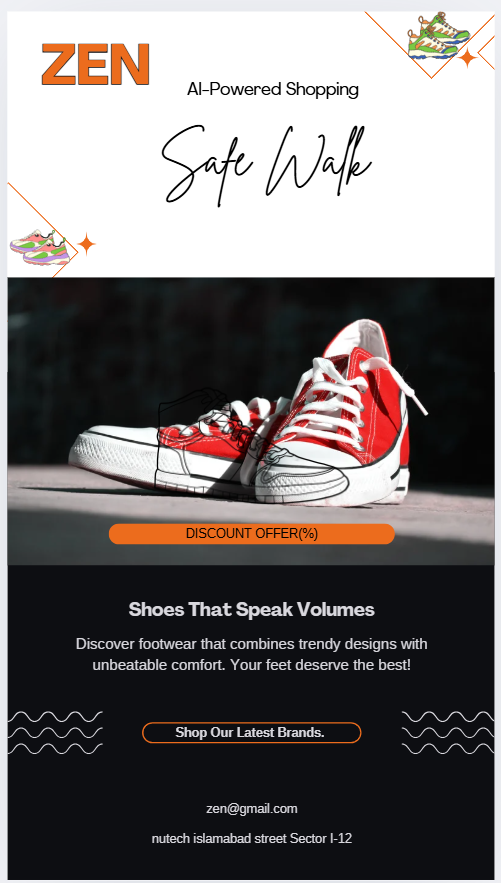 ZEN
AI-Powered Shopping
Safe Walk
DISCOUNT OFFER(%)
Shoes That Speak Volumes
Discover footwear that combines trendy designs with
unbeatable comfort. Your feet deserve the best!
Shop Our Latest Brands.
zen@gmail.com
nutech islamabad street Sector I-12